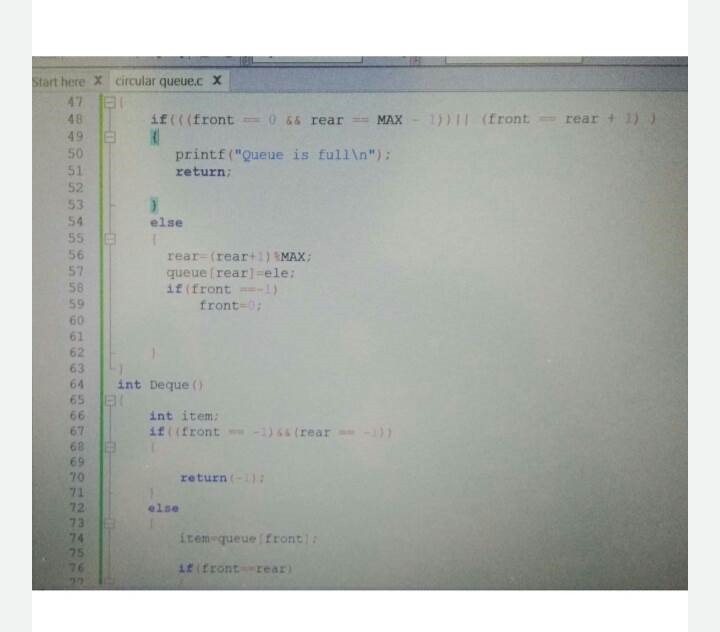 Start here X circular queue.c X
47 {
48 if(((front == 0 && rear == MAX - 1))|| (front == rear + 1) )
49 {
50 printf("Queue is full\n");
51 return;
52
53 }
54 else
55 {
56 rear=(rear+1)%MAX;
57 queue[rear]=ele;
58 if(front ==-1)
59 front=0;
60
61
62 }
63 }
64 int Deque()
65 {
66 int item;
67 if((front == -1)&&(rear == -1))
68 {
69
70 return(-1);
71 }
72 else
73 {
74 item=queue[front];
75
76 if(front==rear)
77